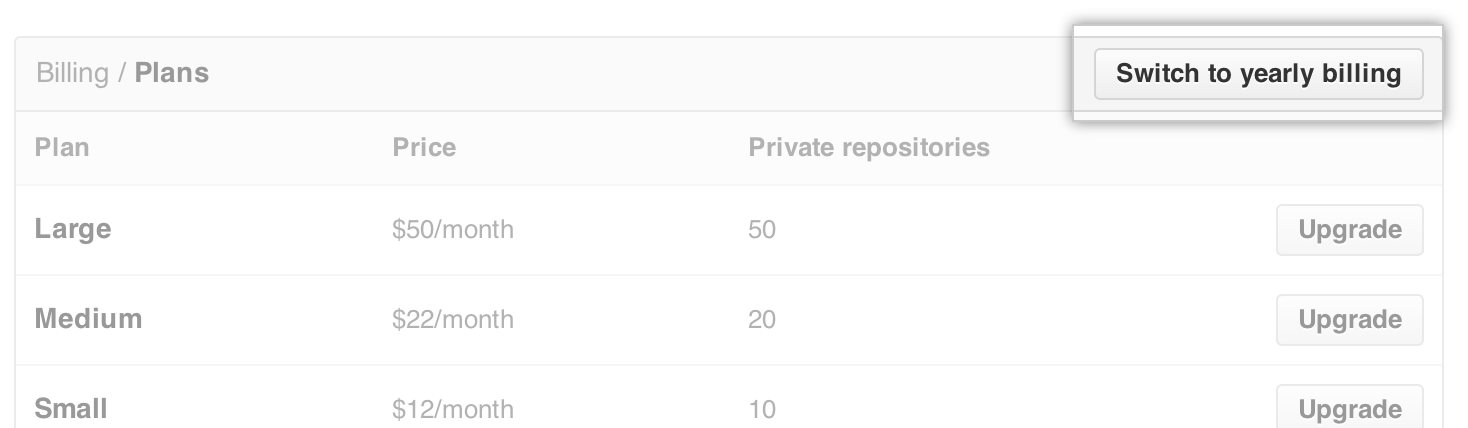 Billing / Plans Switch to yearly billing
Plan Price Private repositories
Large $50/month 50 Upgrade
Medium $22/month 20 Upgrade
Small $12/month 10 Upgrade